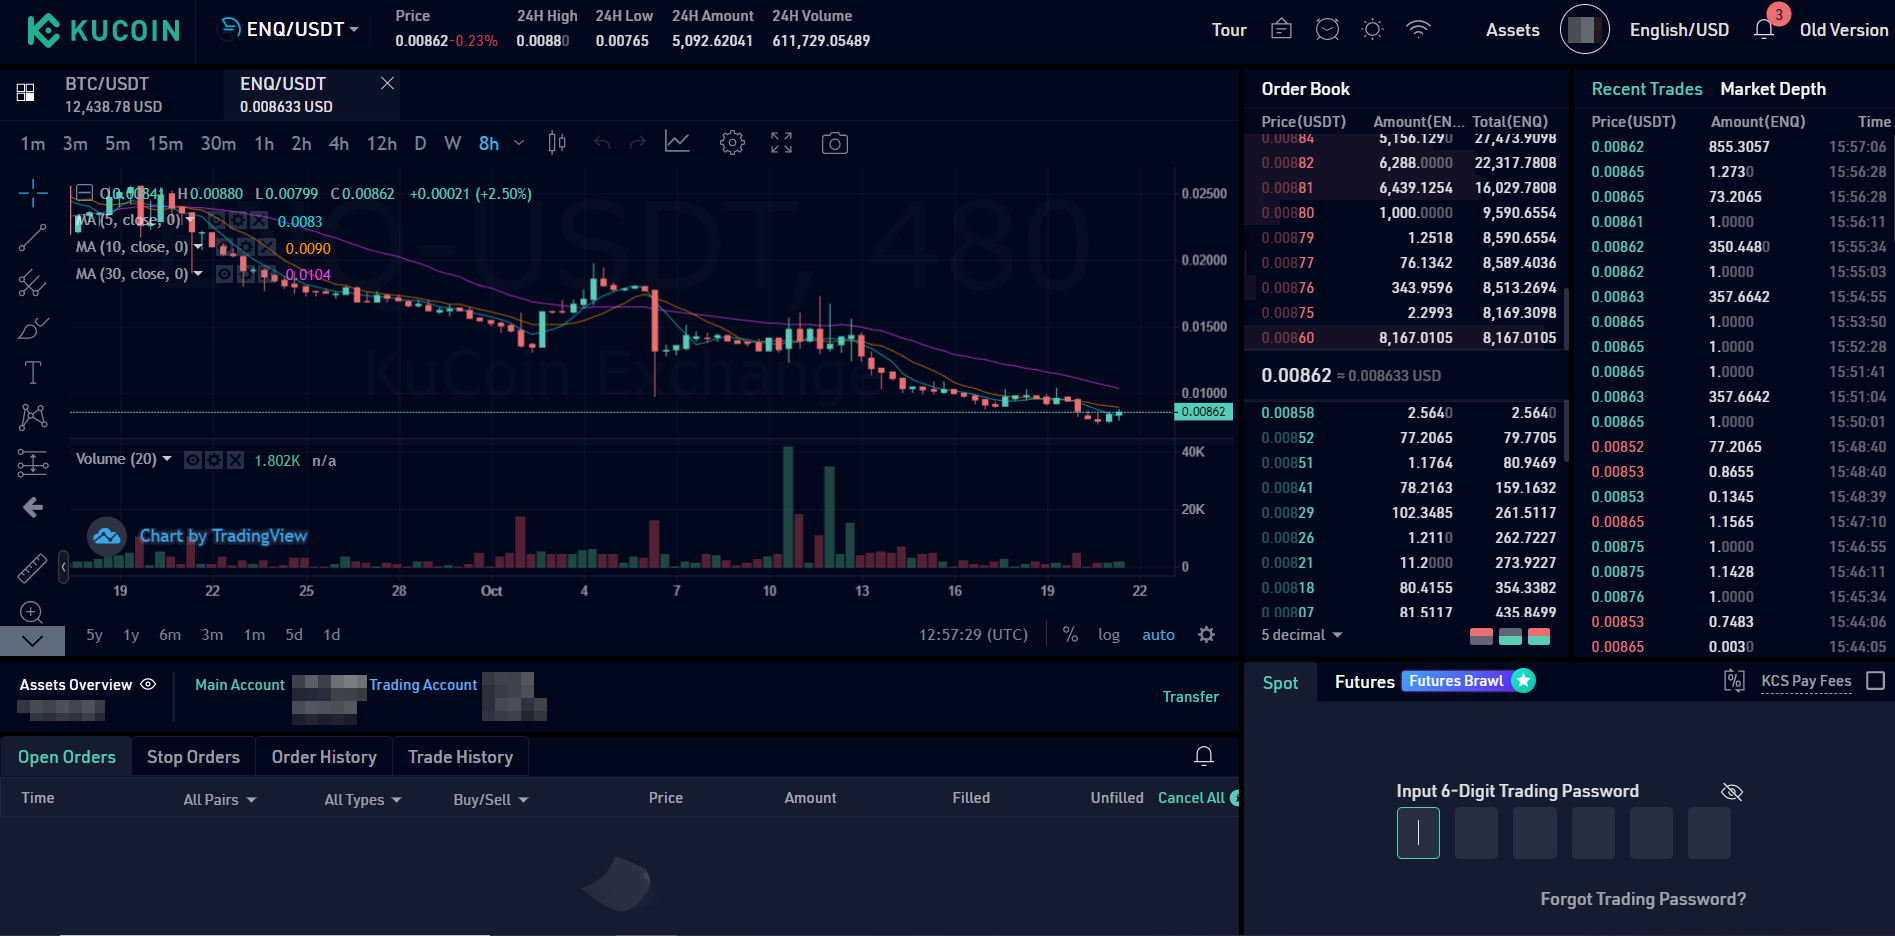 KUCOIN
ENQ/USDT
Price
0.00862-0.23%
24H High
0.00880
24H Low
0.00765
24H Amount
5,092.62041
24H Volume
611,729.05489
Tour
Assets
English/USD
3
Old Version
BTC/USDT
12,438.78 USD
ENQ/USDT
0.008633 USD
1m 3m 5m 15m 30m 1h 2h 4h 12h D W 8h
O0.00841 H0.00880 L0.00799 C0.00862 +0.00021 (+2.50%)
MA (5, close, 0) 0.0083
MA (10, close, 0) 0.0090
MA (30, close, 0) 0.0104
KuCoin Exchange
0.02500
0.02000
0.01500
0.01000
0.00862
Volume (20) 1.802K n/a
40K
20K
0
Chart by TradingView
19 22 25 28 Oct 4 7 10 13 16 19 22
5y 1y 6m 3m 1m 5d 1d
12:57:29 (UTC) % log auto
Order Book
Price(USDT) Amount(EN... Total(ENQ)
0.00884 5,156.1290 27,473.9098
0.00882 6,288.0000 22,317.7808
0.00881 6,439.1254 16,029.7808
0.00880 1,000.0000 9,590.6554
0.00879 1.2518 8,590.6554
0.00877 76.1342 8,589.4036
0.00876 343.9596 8,513.2694
0.00875 2.2993 8,169.3098
0.00860 8,167.0105 8,167.0105
0.00862 ≈ 0.008633 USD
0.00858 2.5640 2.5640
0.00852 77.2065 79.7705
0.00851 1.1764 80.9469
0.00841 78.2163 159.1632
0.00829 102.3485 261.5117
0.00826 1.2110 262.7227
0.00821 11.2000 273.9227
0.00818 80.4155 354.3382
0.00807 81.5117 435.8499
5 decimal
Recent Trades Market Depth
Price(USDT) Amount(ENQ) Time
0.00862 855.3057 15:57:06
0.00865 1.2730 15:56:28
0.00865 73.2065 15:56:28
0.00861 1.0000 15:56:11
0.00862 350.4480 15:55:34
0.00862 1.0000 15:55:03
0.00863 357.6642 15:54:55
0.00865 1.0000 15:53:50
0.00865 1.0000 15:52:28
0.00865 1.0000 15:51:41
0.00863 357.6642 15:51:04
0.00865 1.0000 15:50:01
0.00852 77.2065 15:48:40
0.00853 0.8655 15:48:40
0.00853 0.1345 15:48:39
0.00865 1.1565 15:47:10
0.00875 1.0000 15:46:55
0.00875 1.1428 15:46:11
0.00876 1.0000 15:45:34
0.00853 0.7483 15:44:06
0.00865 0.0030 15:44:05
Assets Overview
Main Account
Trading Account
Transfer
Open Orders Stop Orders Order History Trade History
Time All Pairs All Types Buy/Sell Price Amount Filled Unfilled Cancel All
Spot Futures Futures Brawl
KCS Pay Fees
Input 6-Digit Trading Password
Forgot Trading Password?